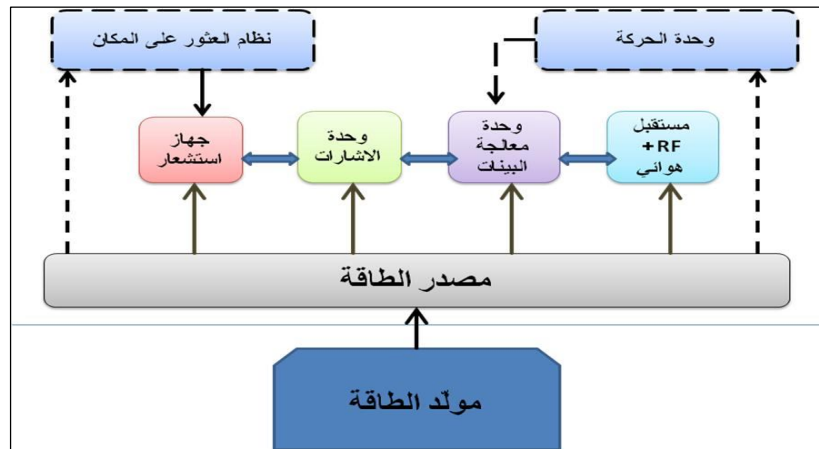 وحدة الحركة
نظام العثور على المكان
مستقبل
RF+
هوائي
وحدة
معالجة
البينات
وحدة
الاشارات
جهاز
استشعار
مصدر الطاقة
مولّد الطاقة